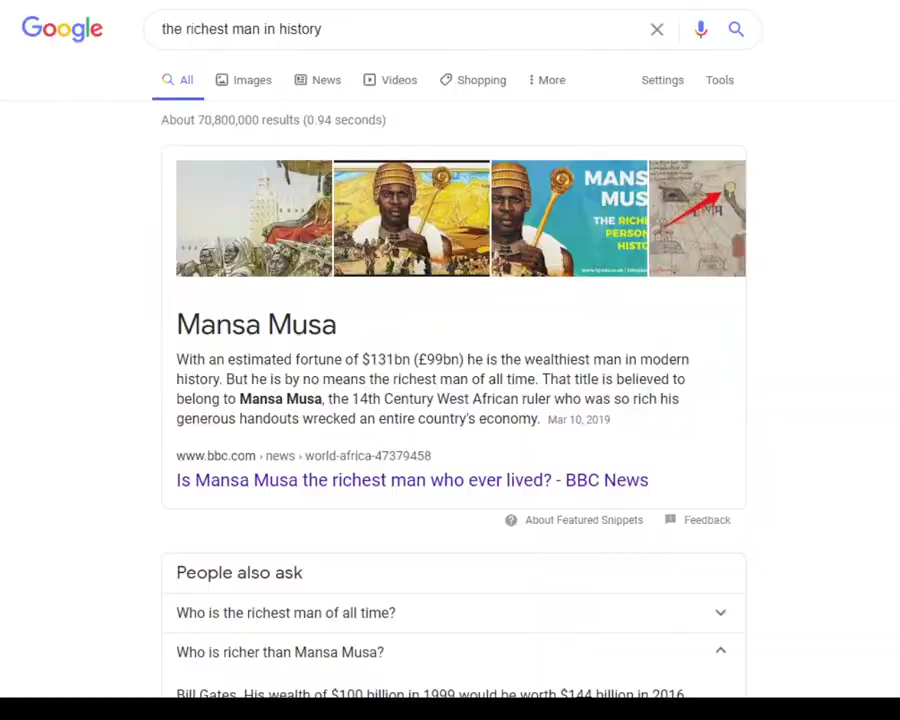 Google
the richest man in history
All Images News Videos Shopping More Settings Tools
About 70,800,000 results (0.94 seconds)
MANS
MUS
THE RICH
PERSON
HISTO
Mansa Musa
With an estimated fortune of $131bn (£99bn) he is the wealthiest man in modern
history. But he is by no means the richest man of all time. That title is believed to
belong to Mansa Musa, the 14th Century West African ruler who was so rich his
generous handouts wrecked an entire country's economy. Mar 10, 2019
www.bbc.com › news › world-africa-47379458
Is Mansa Musa the richest man who ever lived? - BBC News
About Featured Snippets Feedback
People also ask
Who is the richest man of all time?
Who is richer than Mansa Musa?
Bill Gates. His wealth of $100 billion in 1999 would be worth $144 billion in 2016